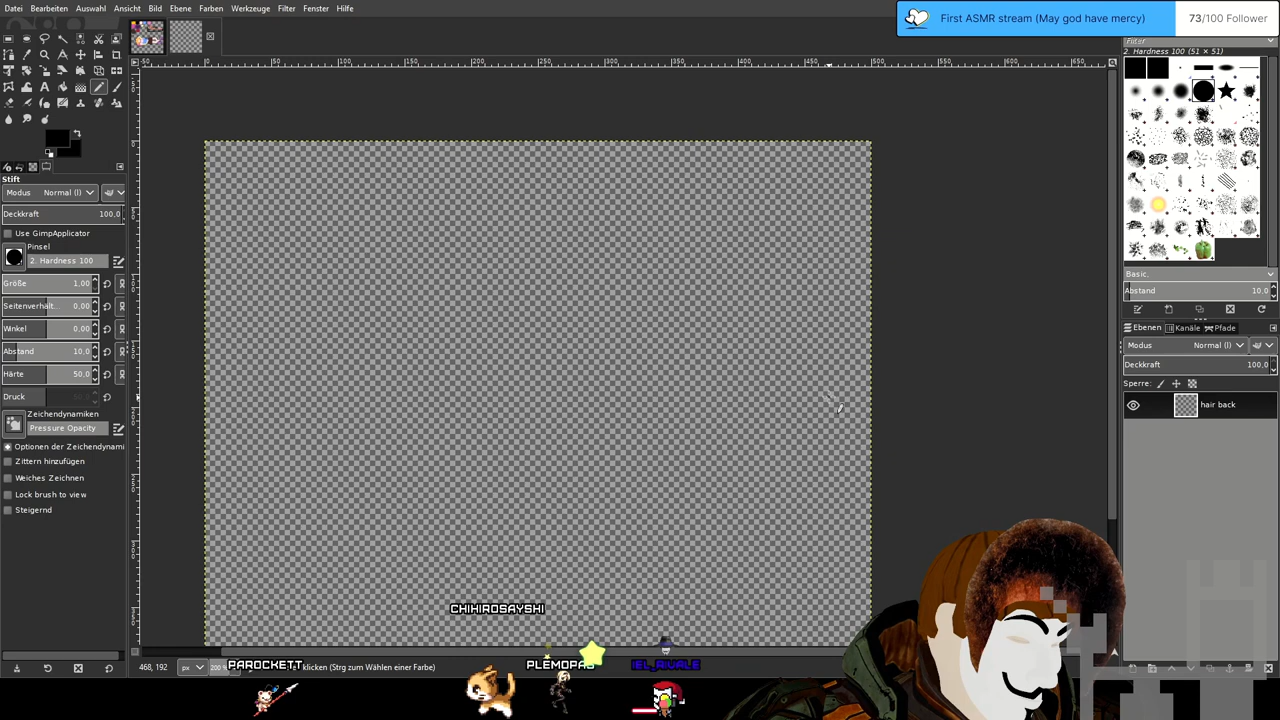 Datei Bearbeiten Auswahl Ansicht Bild Ebene Farben Werkzeuge Filter Fenster Hilfe
First ASMR stream (May god have mercy)
73/100 Follower
Filter
2. Hardness 100 (51 × 51)
Stift
Modus Normal (l)
Deckkraft 100,0
Use GimpApplicator
Pinsel
2. Hardness 100
Größe 1,00
Seitenverhält... 0,00
Winkel 0,00
Abstand 10,0
Härte 50,0
Druck
Zeichendynamiken
Pressure Opacity
Optionen der Zeichendynami
Zittern hinzufügen
Weiches Zeichnen
Lock brush to view
Steigernd
Basic,
Abstand 10,0
Ebenen Kanäle Pfade
Modus Normal (l)
Deckkraft 100,0
Sperre:
hair back
CHIHIROSAYSHI
468, 192 px 200 klicken (Strg zum Wählen einer Farbe)
PAROCKETT
IEL_RIVALE